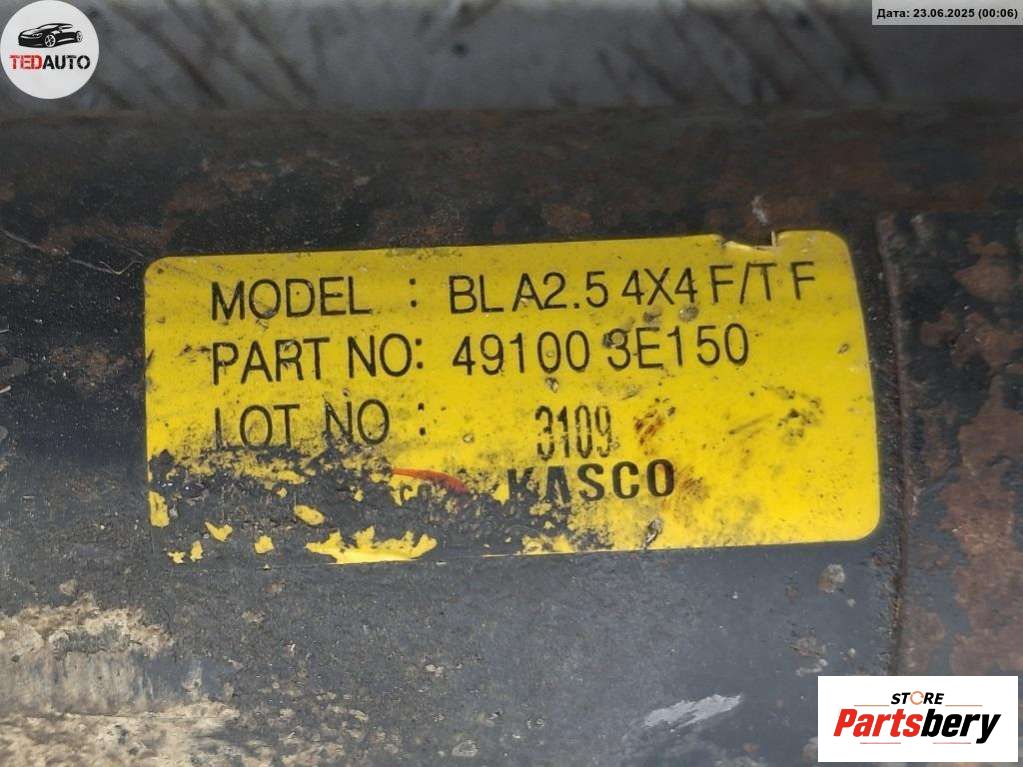 Дата: 23.06.2025 (00:06)
TEDAUTO
MODEL : BL A2.5 4X4 F/T F
PART NO: 49100 3E150
LOT NO : 3109
KASCO
STORE
Partsbery